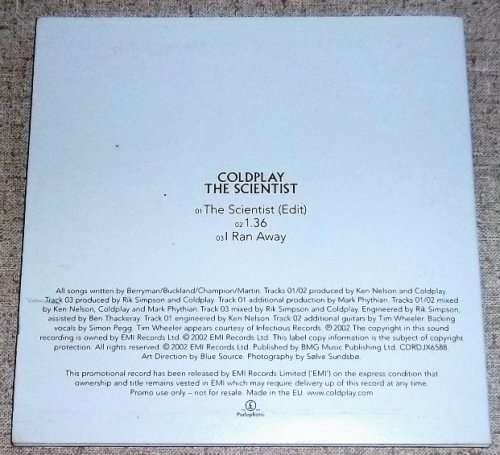 COLDPLAY
THE SCIENTIST
01 The Scientist (Edit)
02 1.36
03 I Ran Away
All songs written by Berryman/Buckland/Champion/Martin. Tracks 01/02 produced by Ken Nelson and Coldplay.
Track 03 produced by Rik Simpson and Coldplay. Track 01 additional production by Mark Phythian. Tracks 01/02 mixed
by Ken Nelson, Coldplay and Mark Phythian Track 03 mixed by Rik Simpson and Coldplay. Engineered by Rik Simpson,
assisted by Ben Thackeray. Track 01 engineered by Ken Nelson. Track 02 additional guitars by Tim Wheeler. Backing
vocals by Simon Pegg. Tim Wheeler appears courtesy of Infectious Records. ℗ 2002 The copyright in this sound
recording is owned by EMI Records Ltd. © 2002 EMI Records Ltd. This label copy information is the subject of copyright
protection. All rights reserved. © 2002 EMI Records Ltd. Published by BMG Music Publishing Ltd. CDRDJX6588
Art Direction by Blue Source. Photography by Sølve Sundsbø.
This promotional record has been released by EMI Records Limited ('EMI') on the express condition that
ownership and title remains vested in EMI which may require delivery up of this record at any time.
Promo use only – not for resale. Made in the EU. www.coldplay.com
£
Parlophone